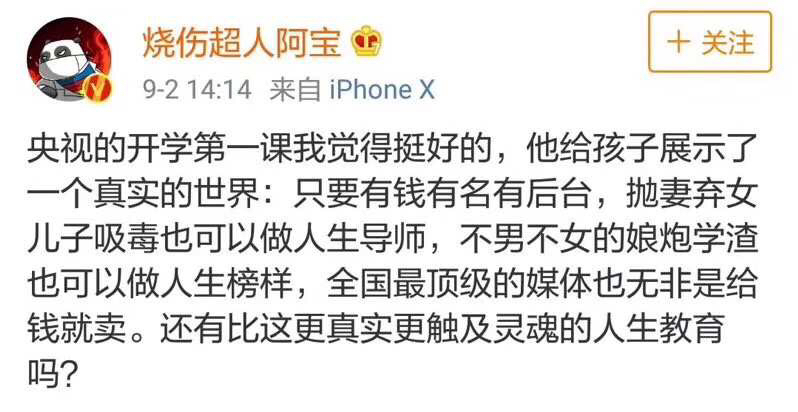 烧伤超人阿宝
+ 关注
9-2 14:14 来自 iPhone X
央视的开学第一课我觉得挺好的，他给孩子展示了
一个真实的世界：只要有钱有名有后台，抛妻弃女
儿子吸毒也可以做人生导师，不男不女的娘炮学渣
也可以做人生榜样，全国最顶级的媒体也无非是给
钱就卖。还有比这更真实更触及灵魂的人生教育
吗?